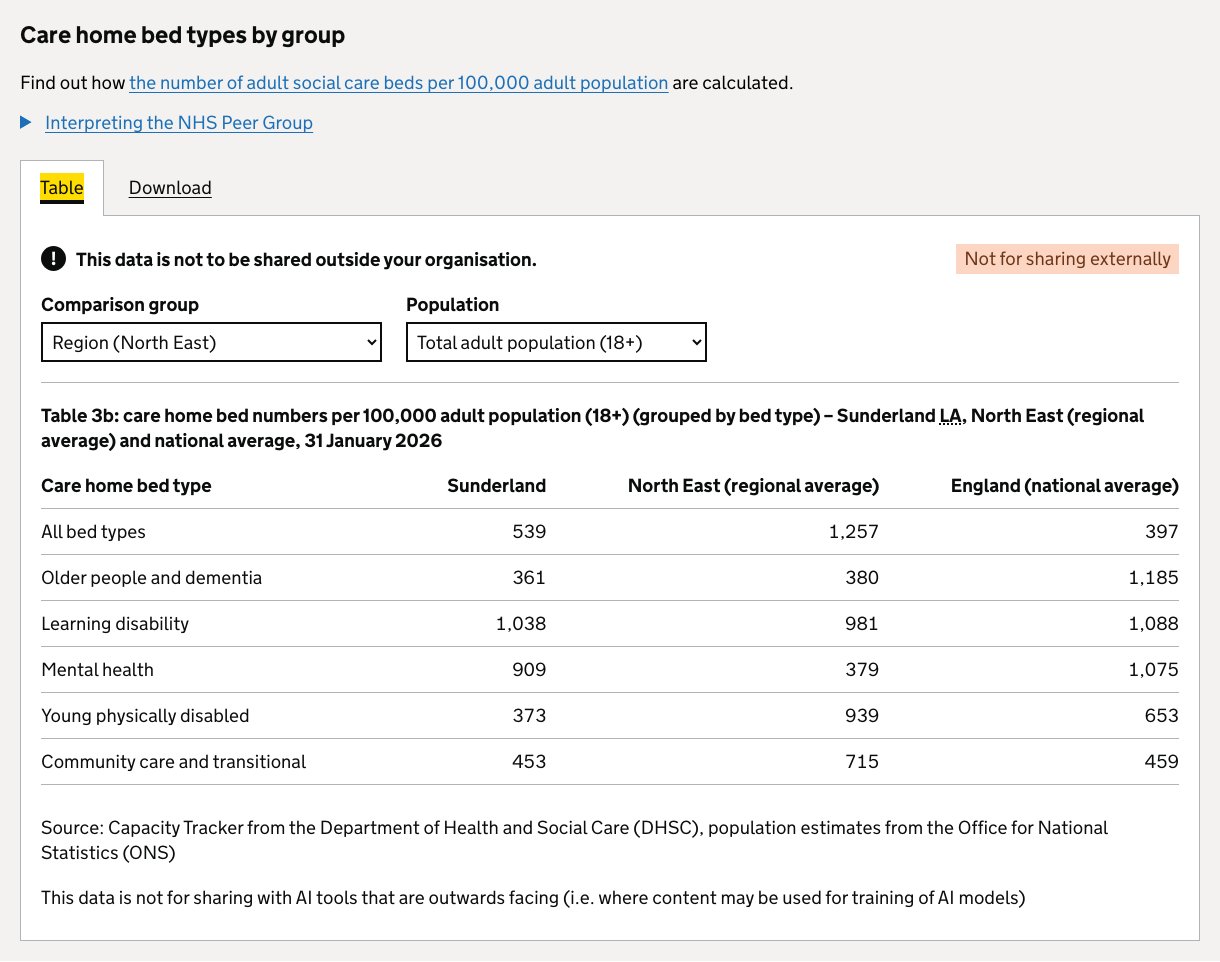 Care home bed types by group
Find out how the number of adult social care beds per 100,000 adult population are calculated.
Interpreting the NHS Peer Group
Table Download
This data is not to be shared outside your organisation. Not for sharing externally
Comparison group Population
Region (North East) Total adult population (18+)
Table 3b: care home bed numbers per 100,000 adult population (18+) (grouped by bed type) – Sunderland LA, North East (regional
average) and national average, 31 January 2026
Care home bed type Sunderland North East (regional average) England (national average)
All bed types 539 1,257 397
Older people and dementia 361 380 1,185
Learning disability 1,038 981 1,088
Mental health 909 379 1,075
Young physically disabled 373 939 653
Community care and transitional 453 715 459
Source: Capacity Tracker from the Department of Health and Social Care (DHSC), population estimates from the Office for National
Statistics (ONS)
This data is not for sharing with AI tools that are outwards facing (i.e. where content may be used for training of AI models)